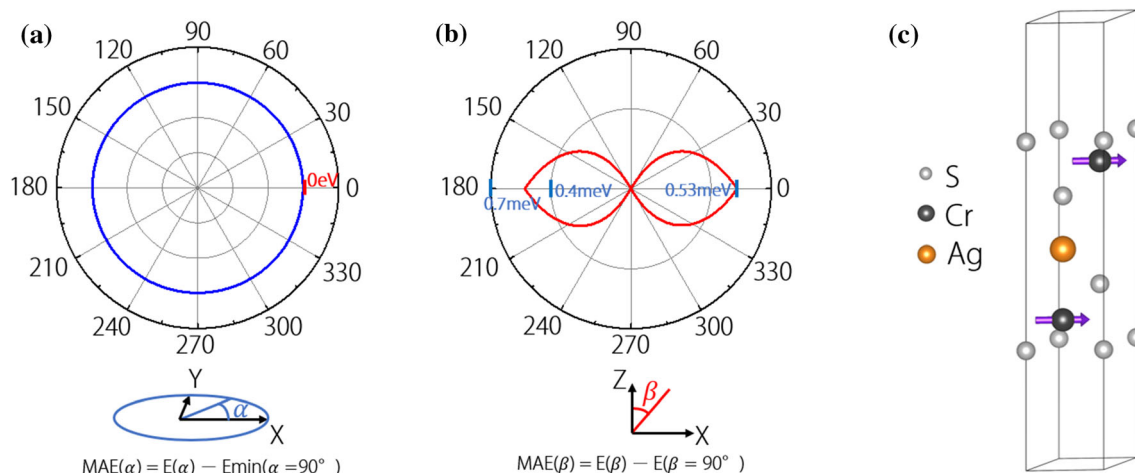 (a)
90
120
60
150
30
180
0eV
0
210
330
240
300
270
Y
α
X
MAE(α) = E(α) − Emin(α =90° )
(b)
90
120
60
150
30
180
0.7meV
0.4meV
0.53meV
0
210
330
240
300
270
Z
β
X
MAE(β) = E(β) − E(β = 90° )
(c)
S
Cr
Ag